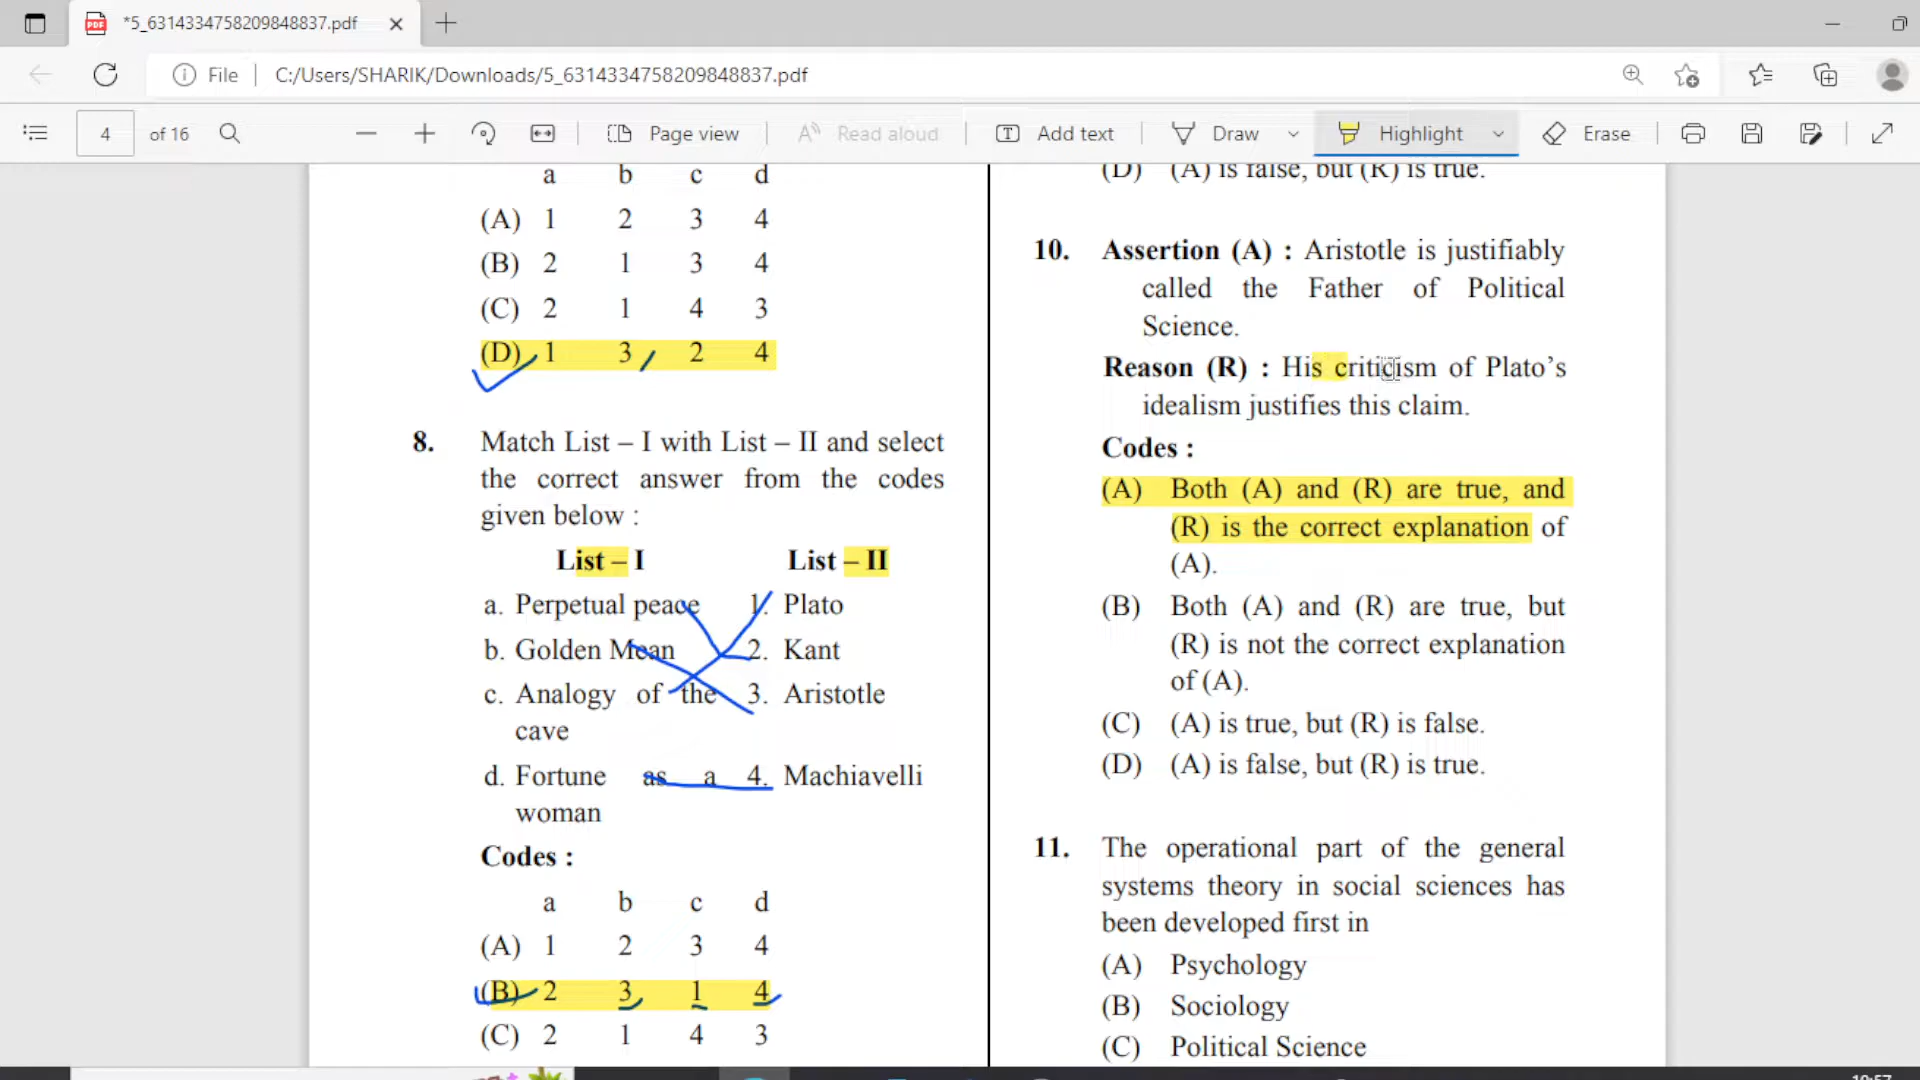 *5_6314334758209848837.pdf
File
C:/Users/SHARIK/Downloads/5_6314334758209848837.pdf
4 of 16
Page view
Read aloud
Add text
Draw
Highlight
Erase
a b c d
(A) 1 2 3 4
(B) 2 1 3 4
(C) 2 1 4 3
(D) 1 3 2 4
8. Match List – I with List – II and select
the correct answer from the codes
given below :
List – I List – II
a. Perpetual peace 1. Plato
b. Golden Mean 2. Kant
c. Analogy of the 3. Aristotle
cave
d. Fortune as a 4. Machiavelli
woman
Codes :
a b c d
(A) 1 2 3 4
(B) 2 3 1 4
(C) 2 1 4 3
(D) (A) is false, but (R) is true.
10. Assertion (A) : Aristotle is justifiably
called the Father of Political
Science.
Reason (R) : His criticism of Plato’s
idealism justifies this claim.
Codes :
(A) Both (A) and (R) are true, and
(R) is the correct explanation of
(A).
(B) Both (A) and (R) are true, but
(R) is not the correct explanation
of (A).
(C) (A) is true, but (R) is false.
(D) (A) is false, but (R) is true.
11. The operational part of the general
systems theory in social sciences has
been developed first in
(A) Psychology
(B) Sociology
(C) Political Science